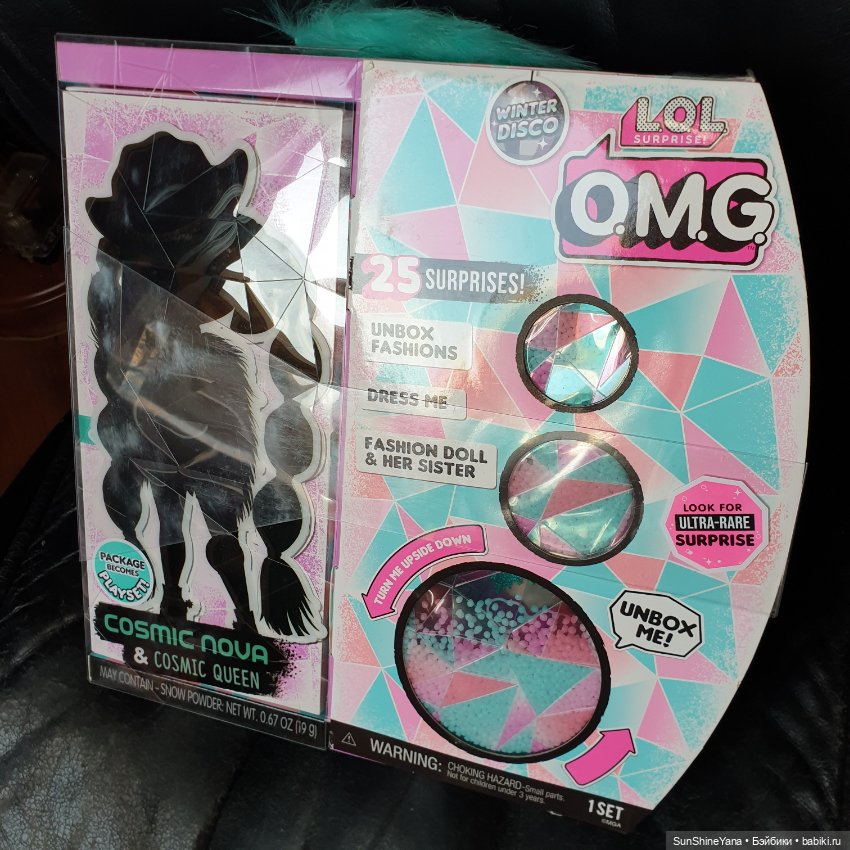 WINTER
DISCO
L.O.L
SURPRISE!
O.M.G.
25 SURPRISES!
UNBOX
FASHIONS
DRESS ME
FASHION DOLL
& HER SISTER
LOOK FOR
ULTRA-RARE
SURPRISE
TURN ME UPSIDE DOWN
UNBOX
ME!
PACKAGE
BECOMES
PLAYSET!
COSMIC NOVA
& COSMIC QUEEN
MAY CONTAIN - SNOW POWDER: NET WT. 0.67 OZ (19 g)
WARNING: CHOKING HAZARD-Small parts.
Not for children under 3 years.
1 SET
©MGA
SunShineYana • Бэйбики • babiki.ru